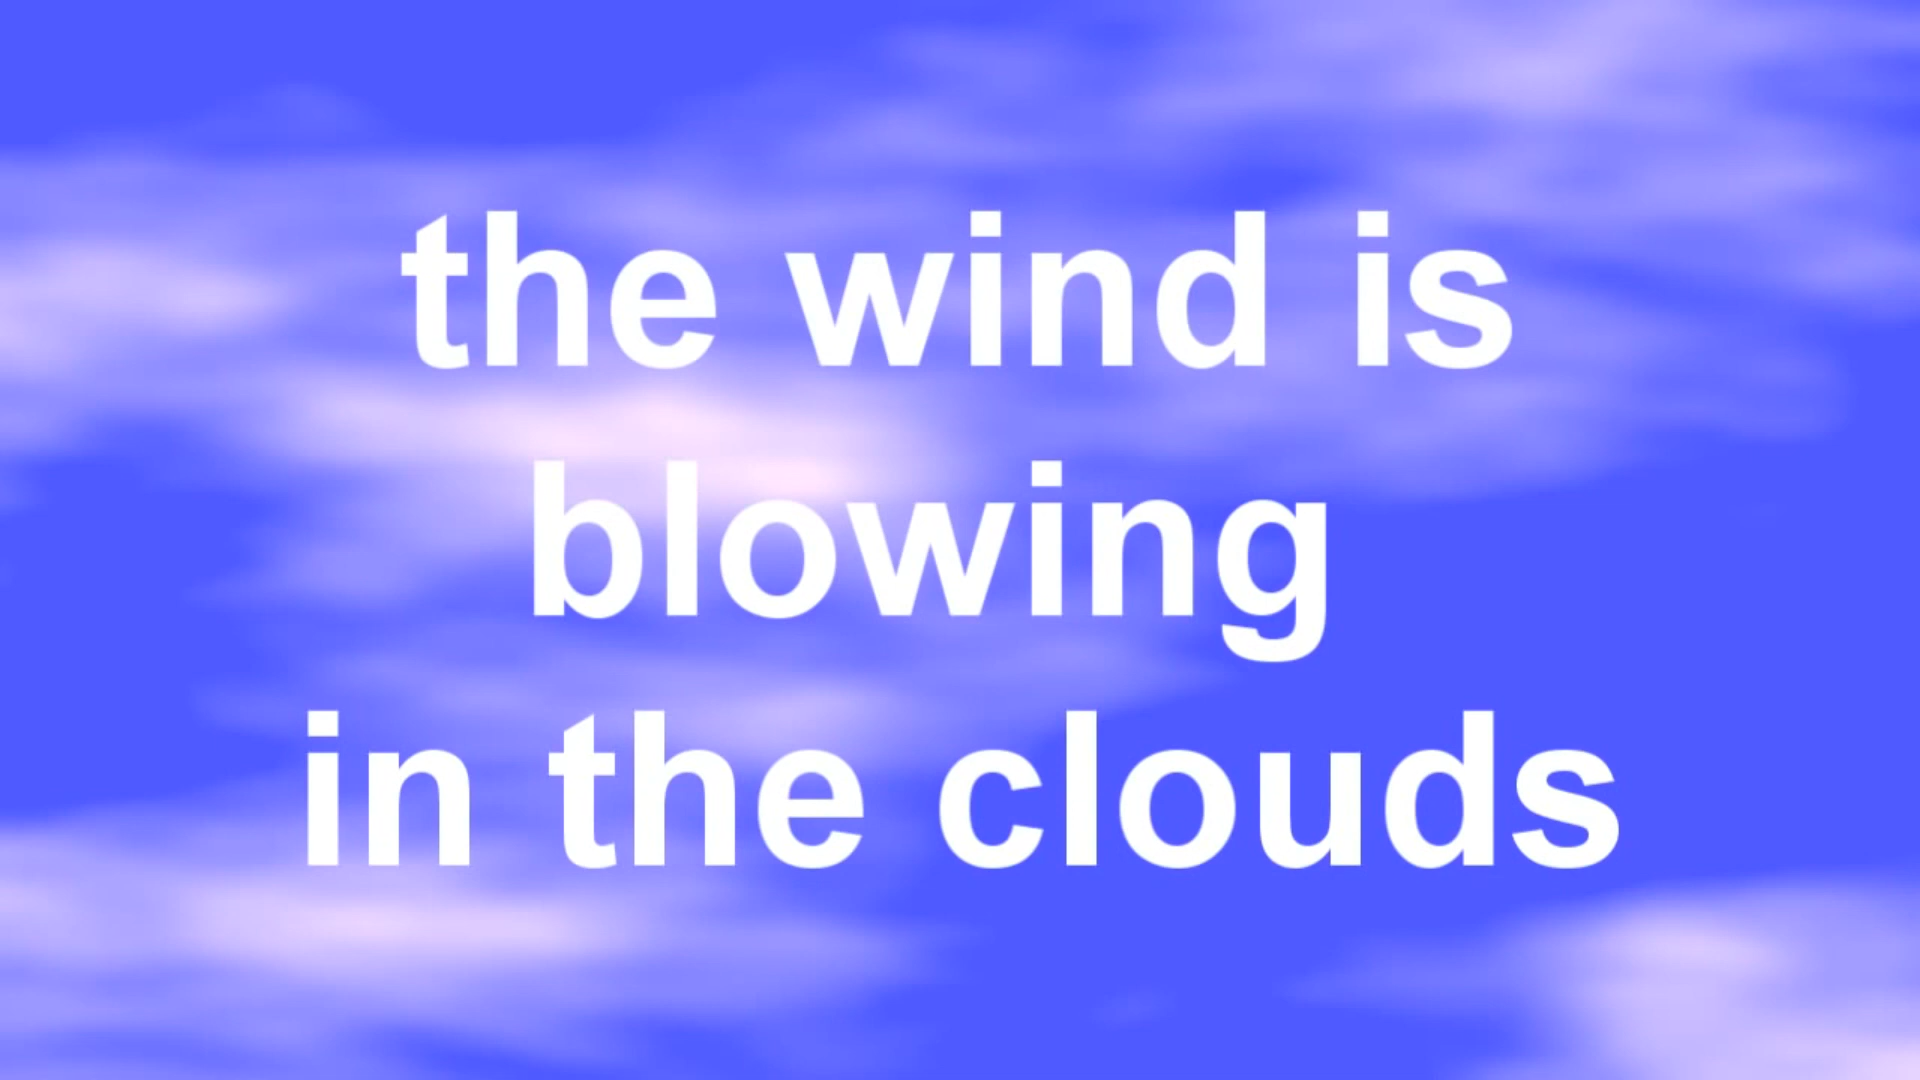 the wind is
blowing
in the clouds